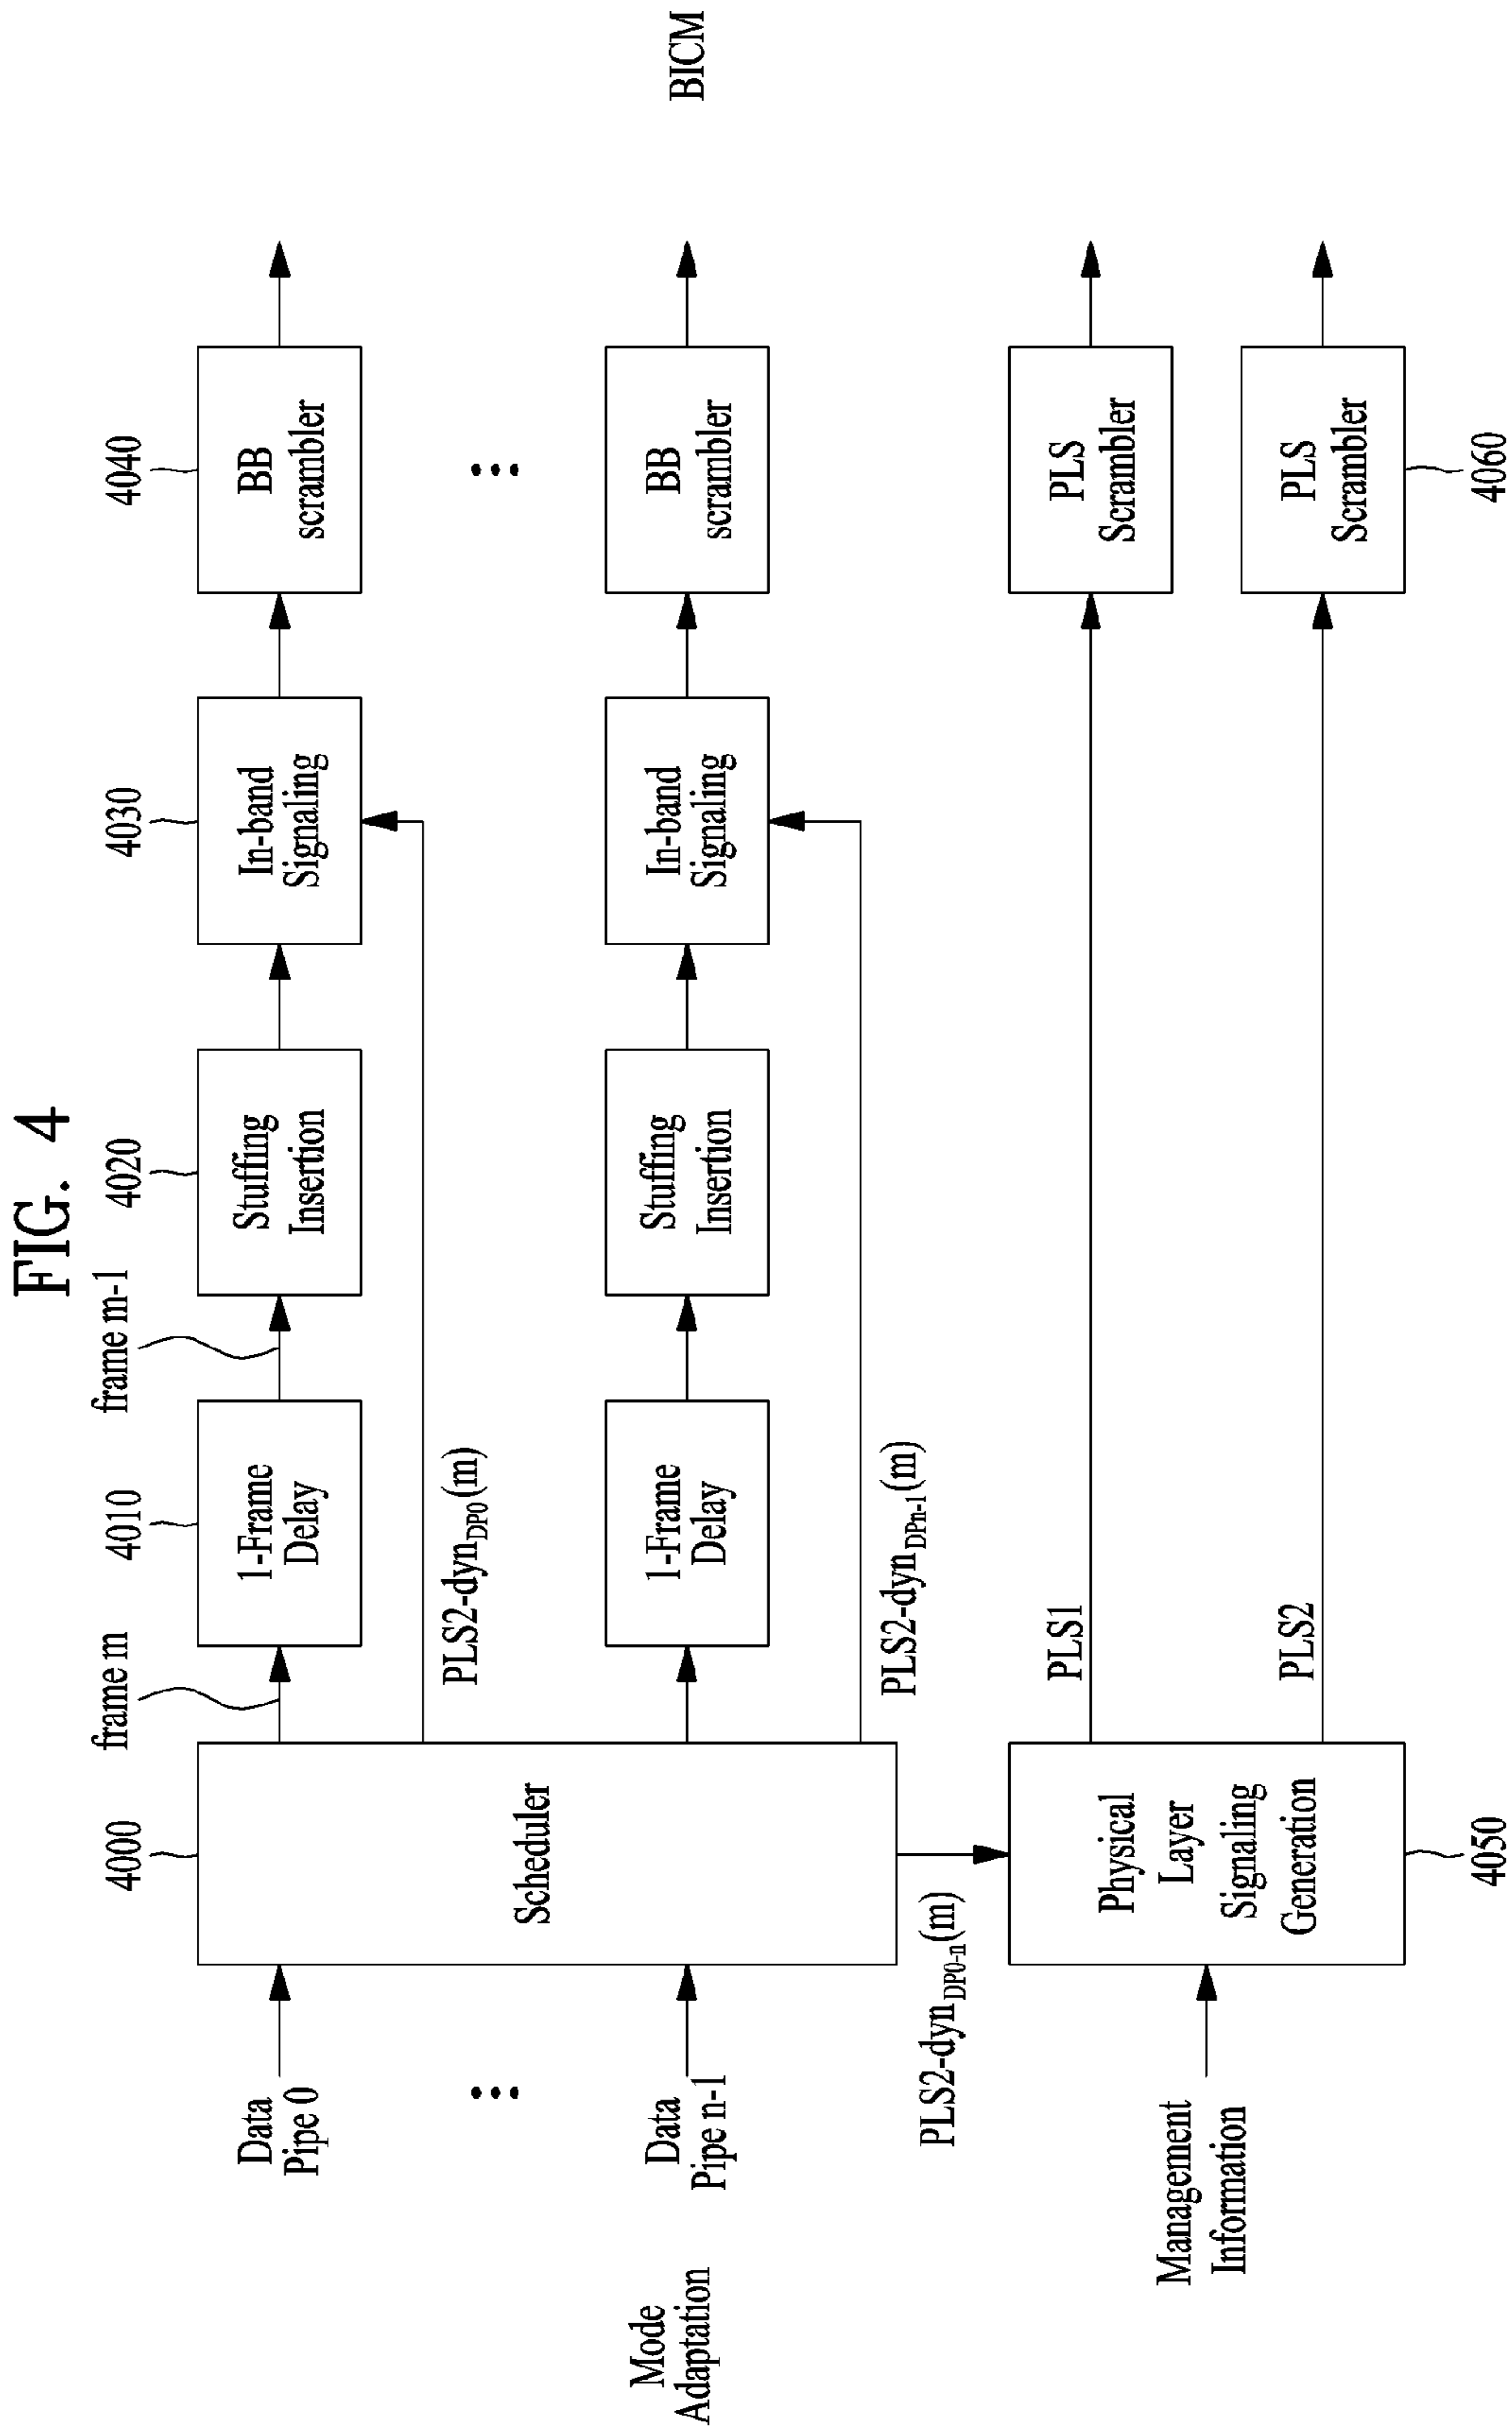 FIG. 4
4000
frame m
4010
frame m-1
4020
4030
4040
Data
Pipe 0
Scheduler
1-Frame
Delay
Stuffing
Insertion
In-band
Signaling
BB
scrambler
PLS2-dynDP0(m)
Mode
Adaptation
Data
Pipe n-1
1-Frame
Delay
Stuffing
Insertion
In-band
Signaling
BB
scrambler
BICM
PLS2-dynDPn-1(m)
PLS2-dynDP0-n(m)
Management
Information
Physical
Layer
Signaling
Generation
PLS1
PLS
Scrambler
PLS2
PLS
Scrambler
4050
4060